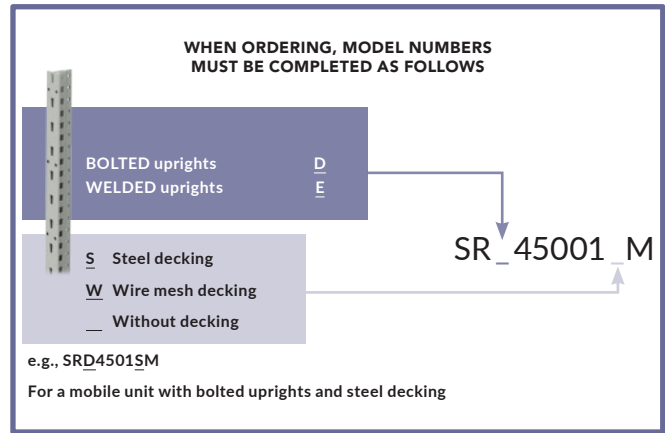 WHEN ORDERING, MODEL NUMBERS
MUST BE COMPLETED AS FOLLOWS
BOLTED uprights D
WELDED uprights E
SR_45001_M
S Steel decking
W Wire mesh decking
__ Without decking
e.g., SRD4501SM
For a mobile unit with bolted uprights and steel decking